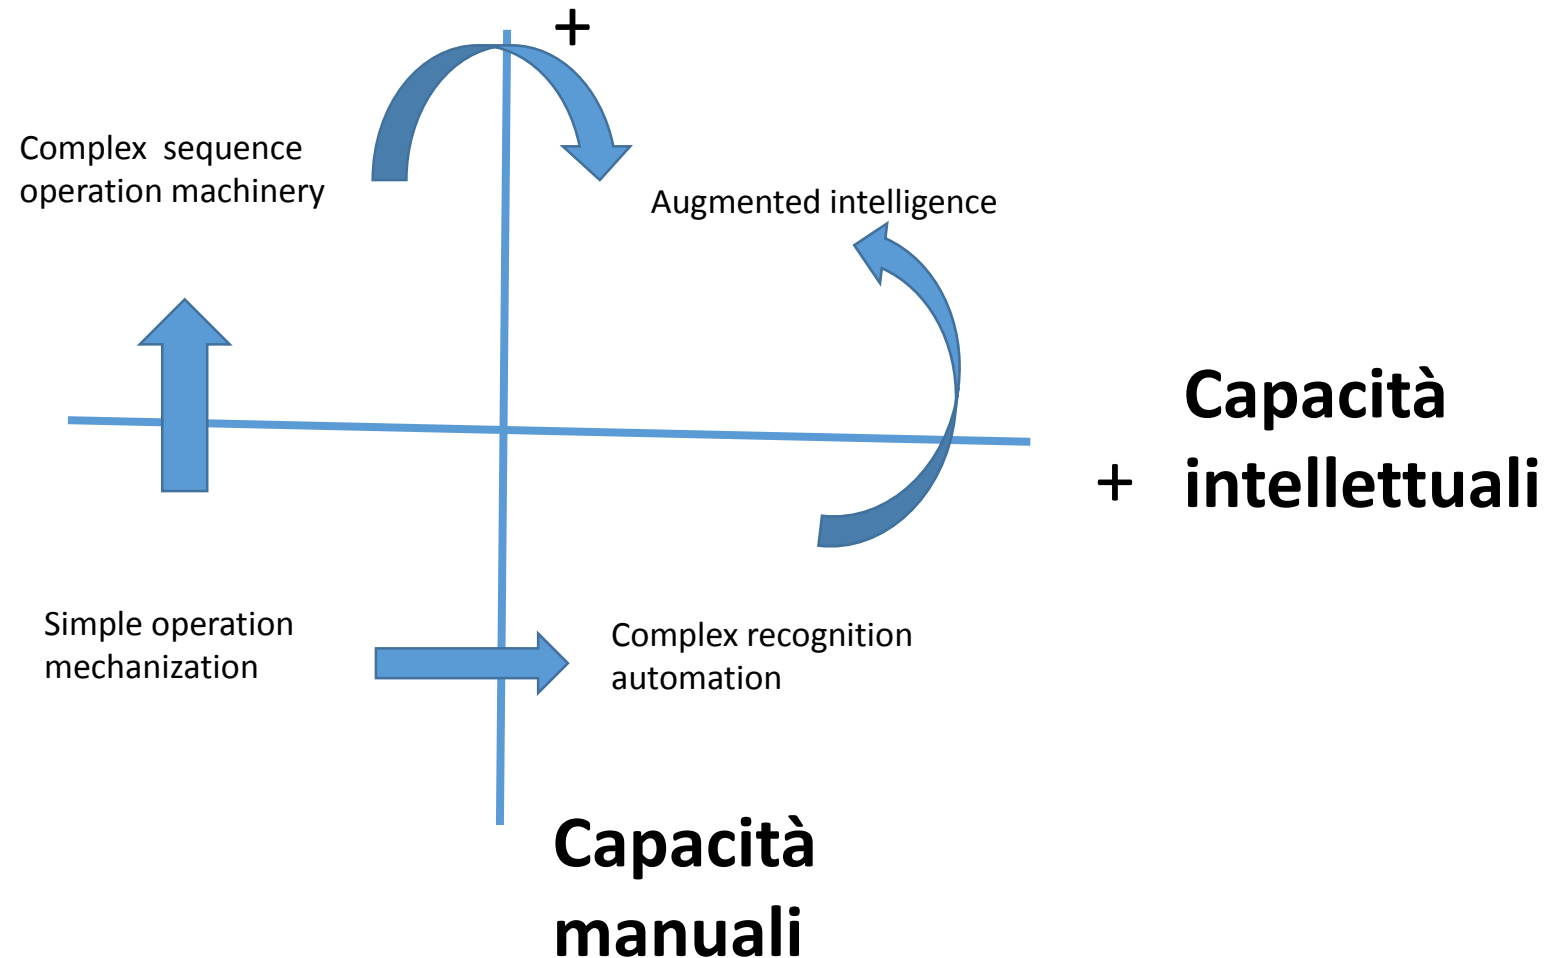 +
Complex sequence
operation machinery
Augmented intelligence
Capacità
+ intellettuali
Simple operation
mechanization
Complex recognition
automation
Capacità
manuali